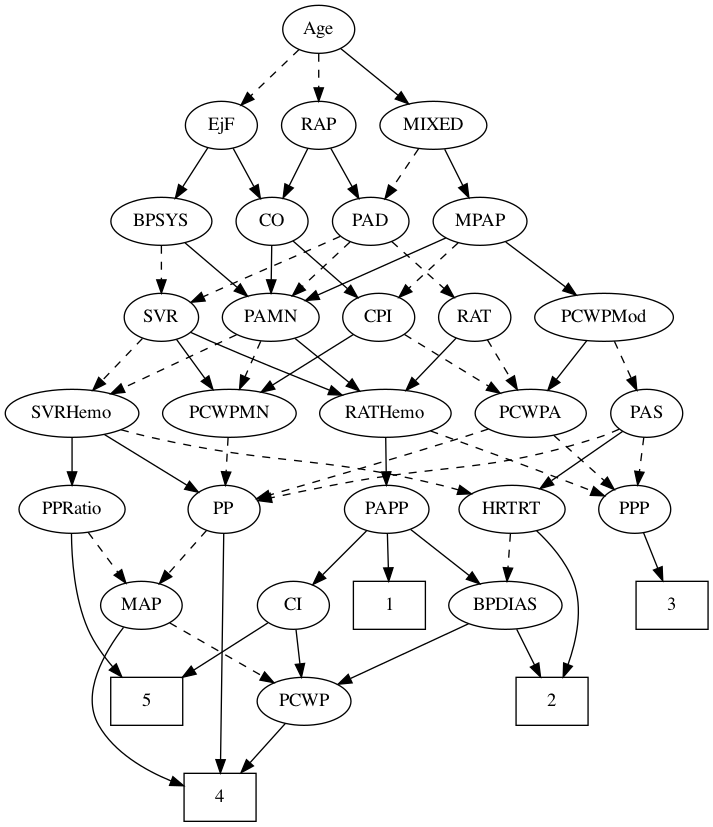 Age
EjF
RAP
MIXED
BPSYS
CO
PAD
MPAP
SVR
PAMN
CPI
RAT
PCWPMod
SVRHemo
PCWPMN
RATHemo
PCWPA
PAS
PPRatio
PP
PAPP
HRTRT
PPP
MAP
CI
1
BPDIAS
3
5
PCWP
2
4